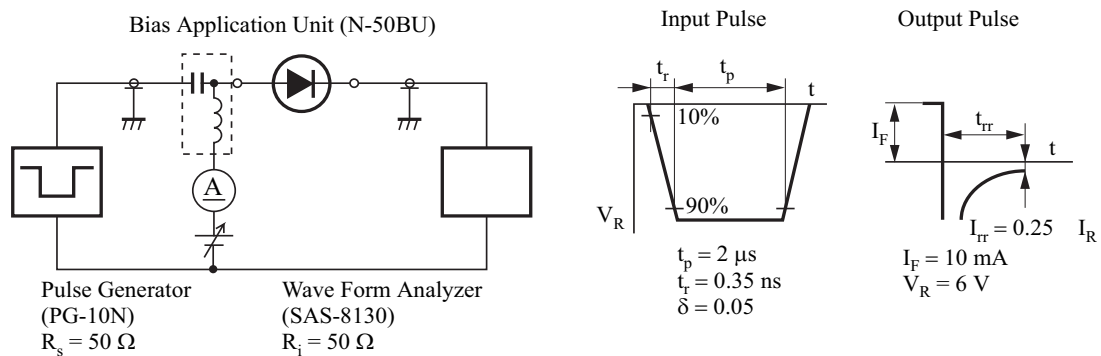 Bias Application Unit (N-50BU)
A
Pulse Generator
(PG-10N)
R_s = 50 Ω
Wave Form Analyzer
(SAS-8130)
R_i = 50 Ω
Input Pulse
t_r
t_p
t
10%
90%
V_R
t_p = 2 μs
t_r = 0.35 ns
δ = 0.05
Output Pulse
I_F
t_rr
t
I_rr = 0.25 I_R
I_F = 10 mA
V_R = 6 V